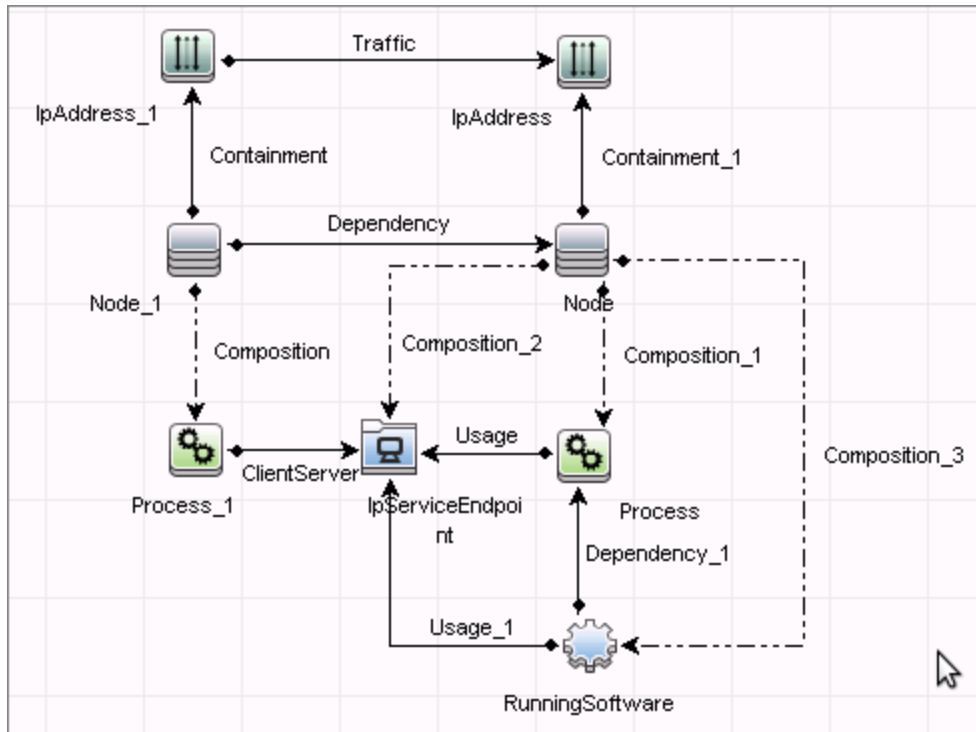 Traffic
IpAddress_1
IpAddress
Containment
Containment_1
Dependency
Node_1
Node
Composition
Composition_2
Composition_1
Usage
Composition_3
ClientServer
Process_1
IpServiceEndpoi
nt
Process
Dependency_1
Usage_1
RunningSoftware